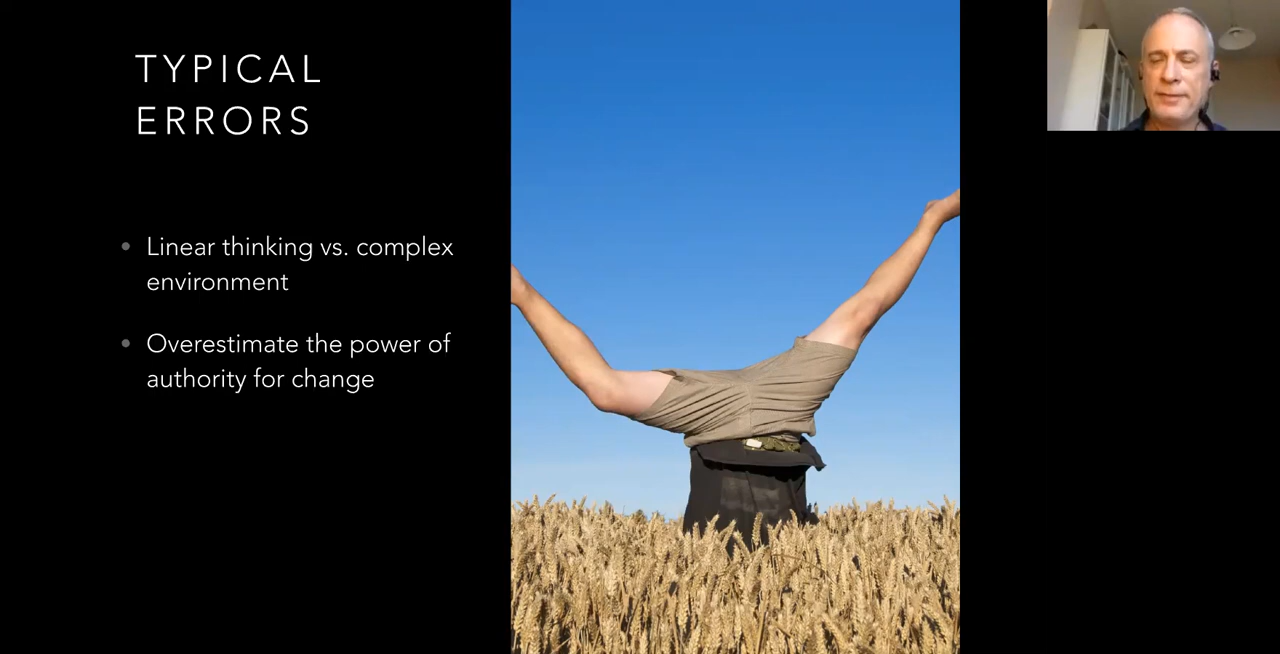 TYPICAL
ERRORS
• Linear thinking vs. complex
environment
• Overestimate the power of
authority for change